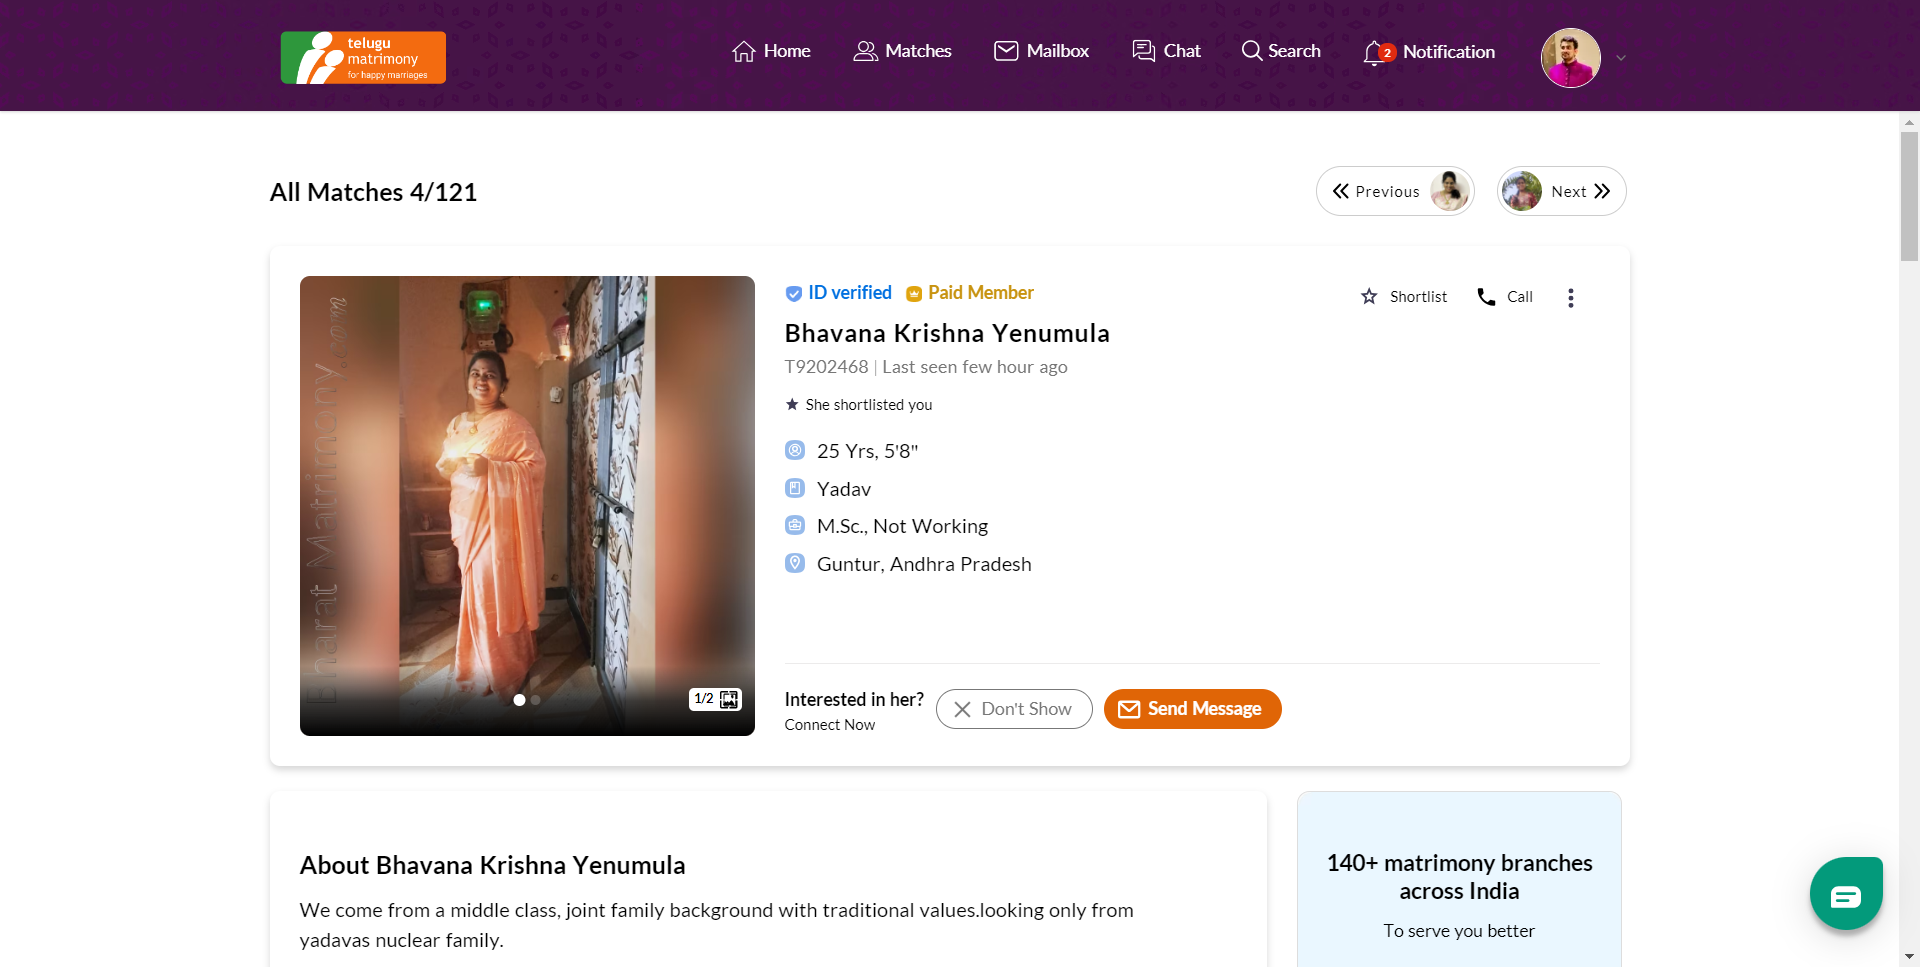 telugu
matrimony
for happy marriages
Home
Matches
Mailbox
Chat
Search
2
Notification
All Matches 4/121
Previous
Next
ID verified
Paid Member
Shortlist
Call
Bhavana Krishna Yenumula
T9202468 | Last seen few hour ago
She shortlisted you
25 Yrs, 5'8"
Yadav
M.Sc., Not Working
Guntur, Andhra Pradesh
Bharat Matrimony.com
1/2
Interested in her?
Connect Now
Don't Show
Send Message
About Bhavana Krishna Yenumula
We come from a middle class, joint family background with traditional values.looking only from
yadavas nuclear family.
140+ matrimony branches
across India
To serve you better